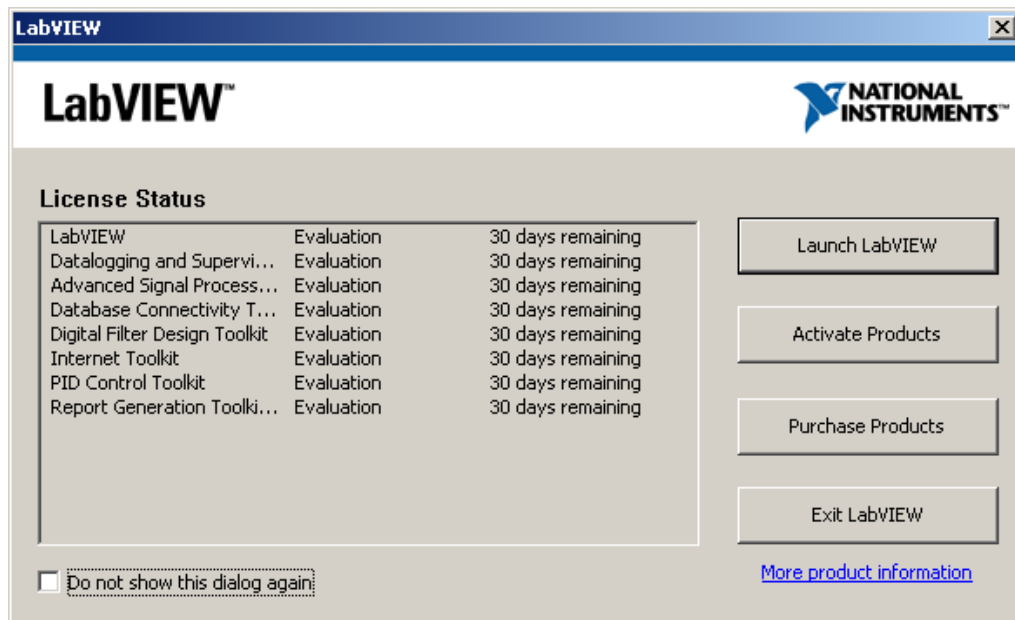 LabVIEW
LabVIEW™
NATIONAL
INSTRUMENTS™
License Status
LabVIEW Evaluation 30 days remaining
Datalogging and Supervi... Evaluation 30 days remaining
Advanced Signal Process... Evaluation 30 days remaining
Database Connectivity T... Evaluation 30 days remaining
Digital Filter Design Toolkit Evaluation 30 days remaining
Internet Toolkit Evaluation 30 days remaining
PID Control Toolkit Evaluation 30 days remaining
Report Generation Toolki... Evaluation 30 days remaining
Launch LabVIEW
Activate Products
Purchase Products
Exit LabVIEW
Do not show this dialog again
More product information